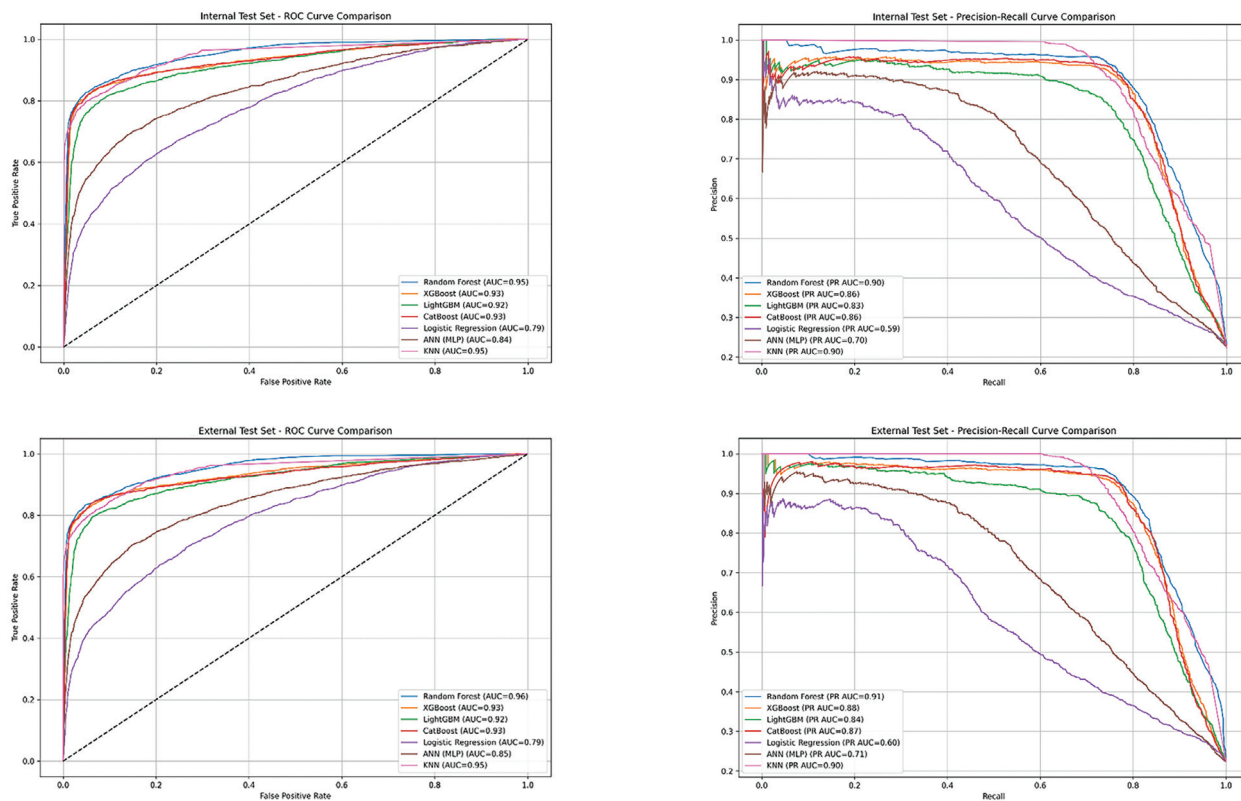 Internal Test Set - ROC Curve Comparison
1.0
0.8
0.6
0.4
0.2
0.0
True Positive Rate
0.0 0.2 0.4 0.6 0.8 1.0
False Positive Rate
Random Forest (AUC=0.95)
XGBoost (AUC=0.93)
LightGBM (AUC=0.92)
CatBoost (AUC=0.93)
Logistic Regression (AUC=0.79)
ANN (MLP) (AUC=0.84)
KNN (AUC=0.95)
Internal Test Set - Precision-Recall Curve Comparison
1.0
0.9
0.8
0.7
0.6
0.5
0.4
0.3
0.2
Precision
0.0 0.2 0.4 0.6 0.8 1.0
Recall
Random Forest (PR AUC=0.90)
XGBoost (PR AUC=0.86)
LightGBM (PR AUC=0.83)
CatBoost (PR AUC=0.86)
Logistic Regression (PR AUC=0.59)
ANN (MLP) (PR AUC=0.70)
KNN (PR AUC=0.90)
External Test Set - ROC Curve Comparison
1.0
0.8
0.6
0.4
0.2
0.0
True Positive Rate
0.0 0.2 0.4 0.6 0.8 1.0
False Positive Rate
Random Forest (AUC=0.96)
XGBoost (AUC=0.93)
LightGBM (AUC=0.92)
CatBoost (AUC=0.93)
Logistic Regression (AUC=0.79)
ANN (MLP) (AUC=0.85)
KNN (AUC=0.95)
External Test Set - Precision-Recall Curve Comparison
1.0
0.9
0.8
0.7
0.6
0.5
0.4
0.3
0.2
Precision
0.0 0.2 0.4 0.6 0.8 1.0
Recall
Random Forest (PR AUC=0.91)
XGBoost (PR AUC=0.88)
LightGBM (PR AUC=0.84)
CatBoost (PR AUC=0.87)
Logistic Regression (PR AUC=0.60)
ANN (MLP) (PR AUC=0.71)
KNN (PR AUC=0.90)